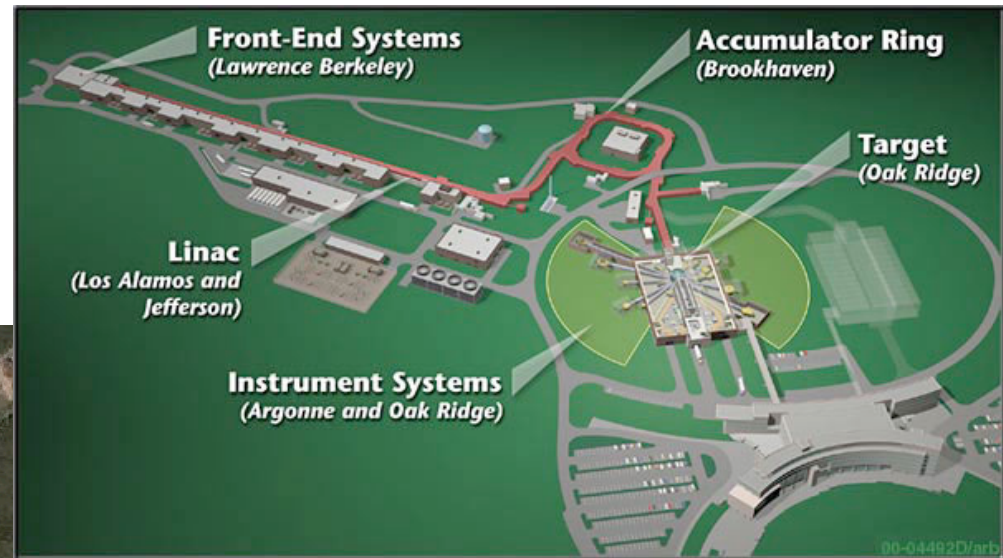 Front-End Systems
(Lawrence Berkeley)
Accumulator Ring
(Brookhaven)
Target
(Oak Ridge)
Linac
(Los Alamos and
Jefferson)
Instrument Systems
(Argonne and Oak Ridge)
00-04492D/arb